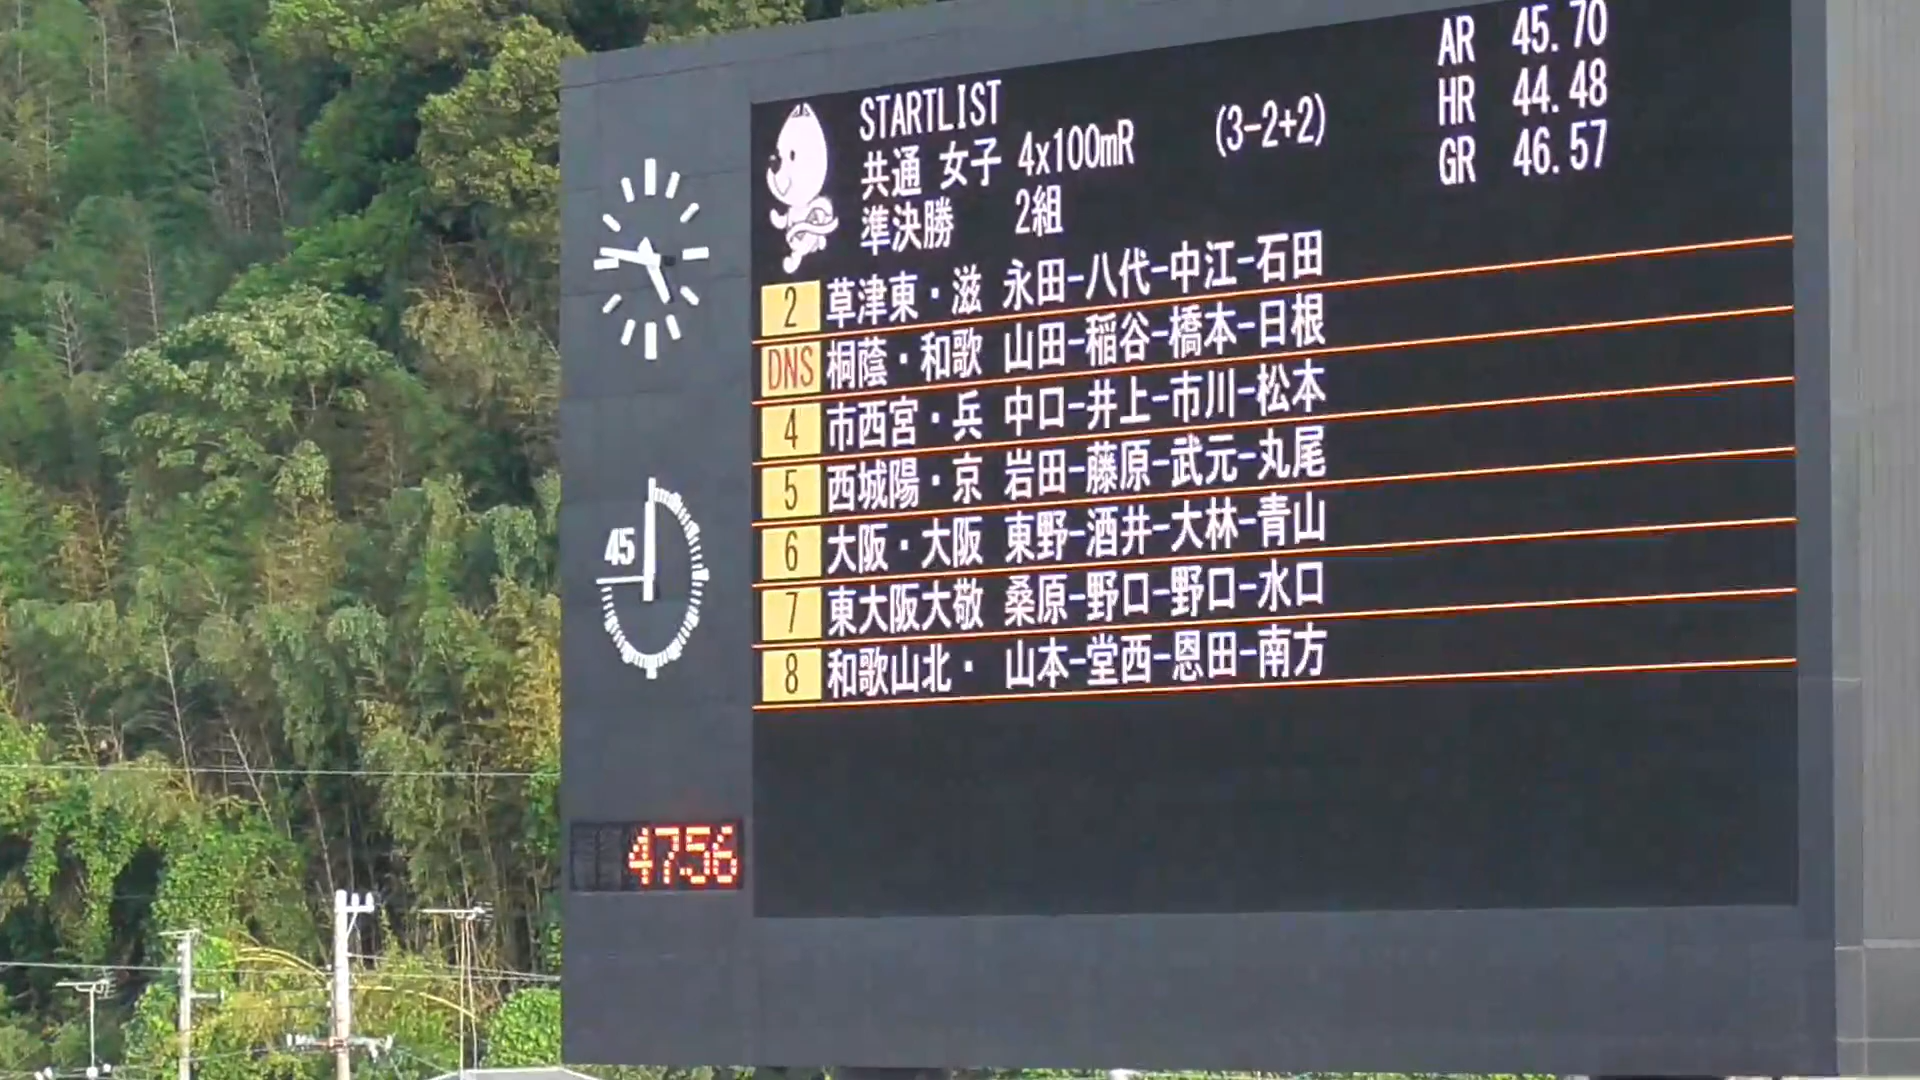 STARTLIST
共通 女子 4x100mR (3-2+2)
準決勝 2組
AR 45.70
HR 44.48
GR 46.57
2 草津東・滋 永田-八代-中江-石田
DNS 桐蔭・和歌 山田-稲谷-橋本-日根
4 市西宮・兵 中口-井上-市川-松本
5 西城陽・京 岩田-藤原-武元-丸尾
6 大阪・大阪 東野-酒井-大林-青山
7 東大阪大敬 桑原-野口-野口-水口
8 和歌山北・ 山本-堂西-恩田-南方
45
4756